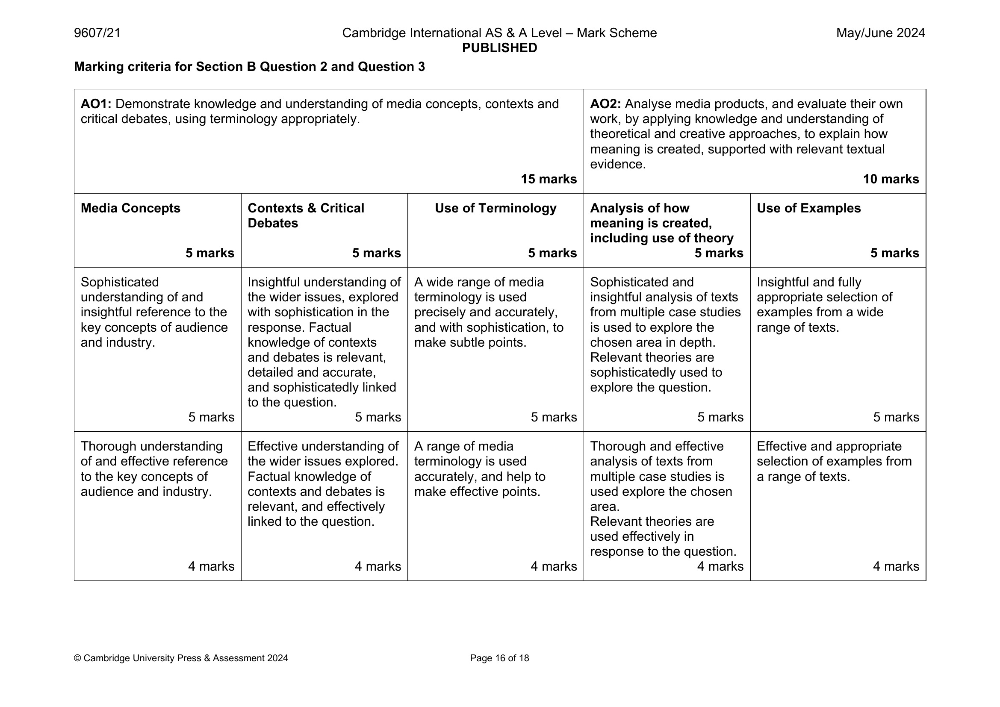 9607/21
Cambridge International AS & A Level – Mark Scheme
PUBLISHED
May/June 2024
Marking criteria for Section B Question 2 and Question 3
AO1: Demonstrate knowledge and understanding of media concepts, contexts and
critical debates, using terminology appropriately.
15 marks
AO2: Analyse media products, and evaluate their own
work, by applying knowledge and understanding of
theoretical and creative approaches, to explain how
meaning is created, supported with relevant textual
evidence.
10 marks
Media Concepts
5 marks
Contexts & Critical
Debates
5 marks
Use of Terminology
5 marks
Analysis of how
meaning is created,
including use of theory
5 marks
Use of Examples
5 marks
Sophisticated
understanding of and
insightful reference to the
key concepts of audience
and industry.
5 marks
Insightful understanding of
the wider issues, explored
with sophistication in the
response. Factual
knowledge of contexts
and debates is relevant,
detailed and accurate,
and sophisticatedly linked
to the question.
5 marks
A wide range of media
terminology is used
precisely and accurately,
and with sophistication, to
make subtle points.
5 marks
Sophisticated and
insightful analysis of texts
from multiple case studies
is used to explore the
chosen area in depth.
Relevant theories are
sophisticatedly used to
explore the question.
5 marks
Insightful and fully
appropriate selection of
examples from a wide
range of texts.
5 marks
Thorough understanding
of and effective reference
to the key concepts of
audience and industry.
4 marks
Effective understanding of
the wider issues explored.
Factual knowledge of
contexts and debates is
relevant, and effectively
linked to the question.
4 marks
A range of media
terminology is used
accurately, and help to
make effective points.
4 marks
Thorough and effective
analysis of texts from
multiple case studies is
used explore the chosen
area.
Relevant theories are
used effectively in
response to the question.
4 marks
Effective and appropriate
selection of examples from
a range of texts.
4 marks
© Cambridge University Press & Assessment 2024
Page 16 of 18